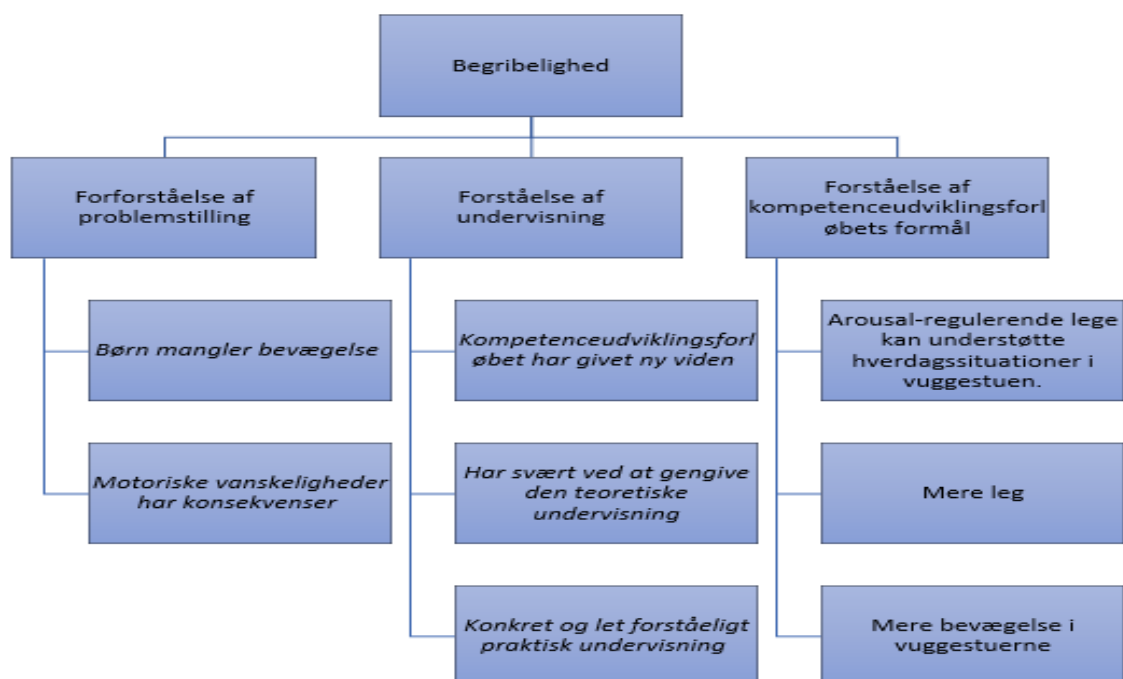 Begribelighed
Forforståelse af
problemstilling
Forståelse af
undervisning
Forståelse af
kompetenceudviklingsforl
øbets formål
Børn mangler bevægelse
Motoriske vanskeligheder
har konsekvenser
Kompetenceudviklingsforl
øbet har givet ny viden
Har svært ved at gengive
den teoretiske
undervisning
Konkret og let forståeligt
praktisk undervisning
Arousal-regulerende lege
kan understøtte
hverdagssituationer i
vuggestuen.
Mere leg
Mere bevægelse i
vuggestuerne